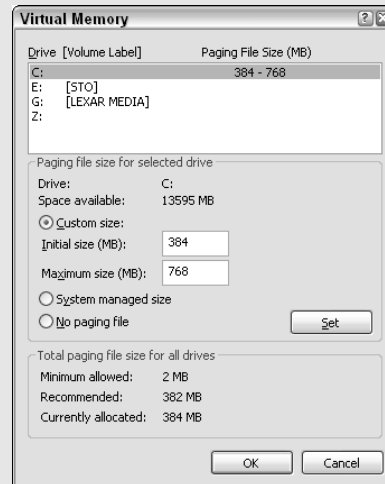 Virtual Memory
Drive [Volume Label] Paging File Size (MB)
C: 384 - 768
E: [STO]
G: [LEXAR MEDIA]
Z:
Paging file size for selected drive
Drive: C:
Space available: 13595 MB
Custom size:
Initial size (MB): 384
Maximum size (MB): 768
System managed size
No paging file
Set
Total paging file size for all drives
Minimum allowed: 2 MB
Recommended: 382 MB
Currently allocated: 384 MB
OK Cancel